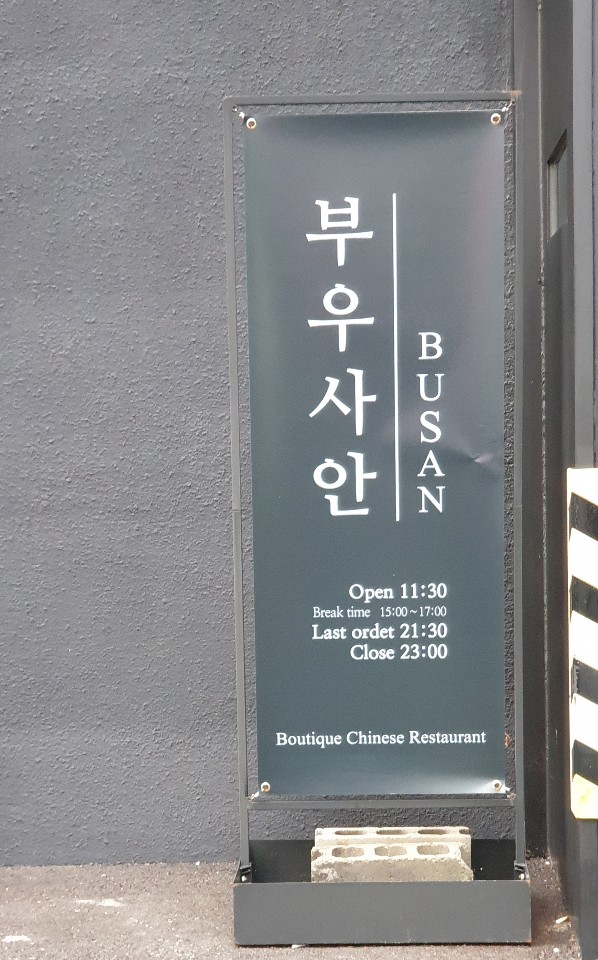 부우사안
BUSAN
Open 11:30
Break time 15:00~17:00
Last ordet 21:30
Close 23:00
Boutique Chinese Restaurant